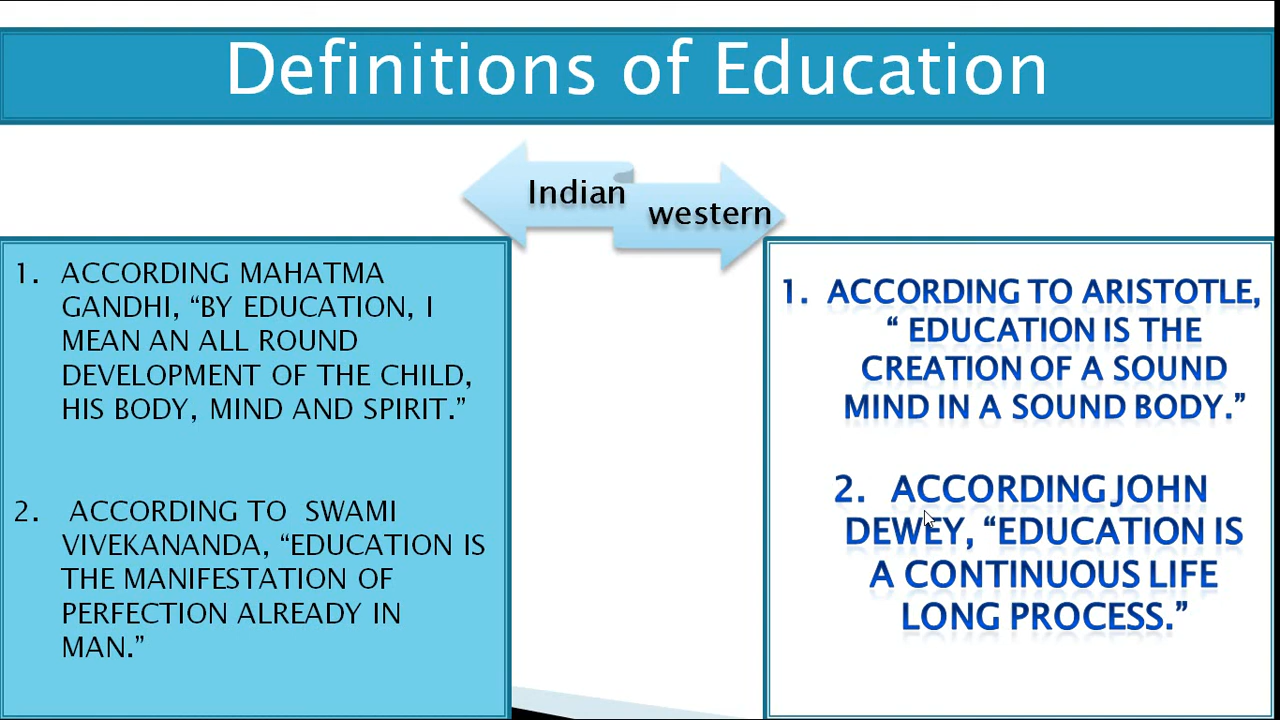 Definitions of Education
Indian
western
1. ACCORDING MAHATMA
GANDHI, “BY EDUCATION, I
MEAN AN ALL ROUND
DEVELOPMENT OF THE CHILD,
HIS BODY, MIND AND SPIRIT.”
2. ACCORDING TO SWAMI
VIVEKANANDA, “EDUCATION IS
THE MANIFESTATION OF
PERFECTION ALREADY IN
MAN.”
1. ACCORDING TO ARISTOTLE,
“ EDUCATION IS THE
CREATION OF A SOUND
MIND IN A SOUND BODY.”
2. ACCORDING JOHN
DEWEY, “EDUCATION IS
A CONTINUOUS LIFE
LONG PROCESS.”